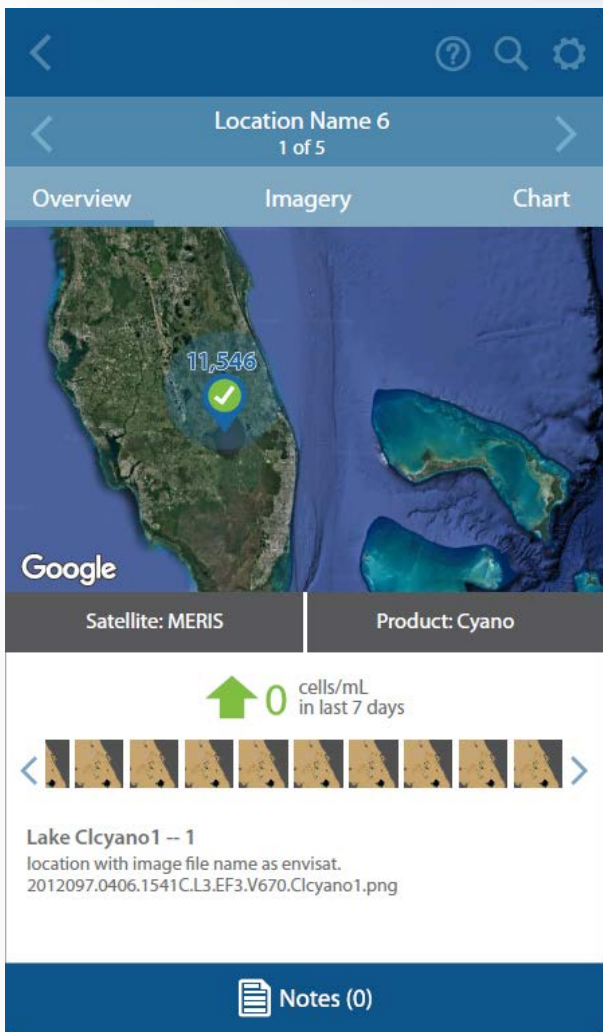 Location Name 6
1 of 5
Overview Imagery Chart
11,546
Google
Satellite: MERIS Product: Cyano
0 cells/mL
in last 7 days
Lake Clcyano1 -- 1
location with image file name as envisat.
2012097.0406.1541C.L3.EF3.V670.Clcyano1.png
Notes (0)